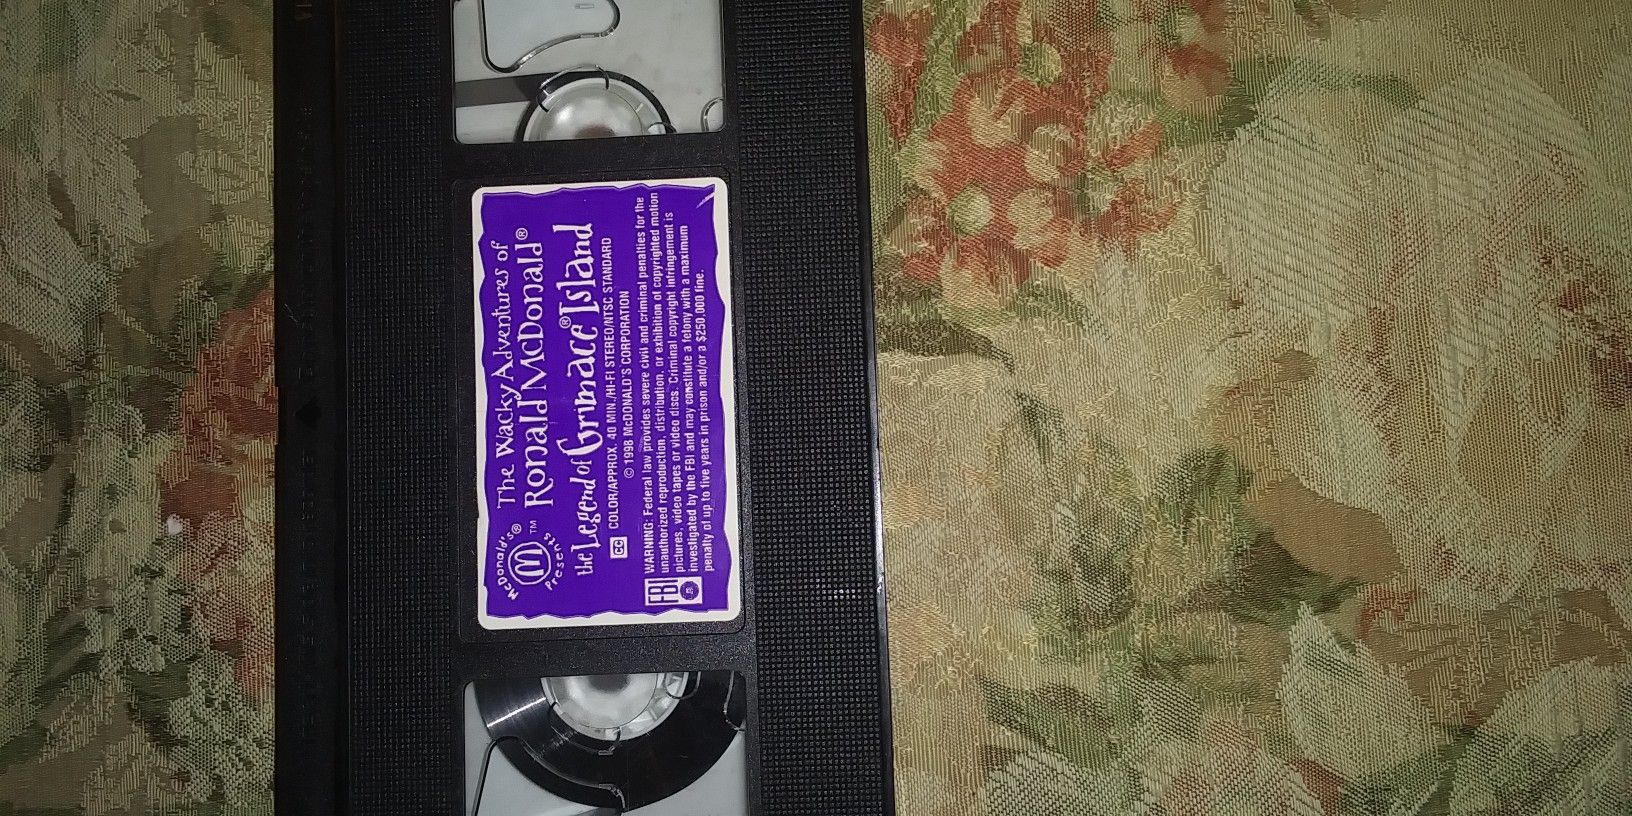 McDonald's®
Presents
M™
The Wacky Adventures of
Ronald McDonald®
the Legend of Grimace® Island
CC COLOR/APPROX. 40 MIN./HI-FI STEREO/NTSC STANDARD
© 1998 McDONALD'S CORPORATION
FBI
WARNING: Federal law provides severe civil and criminal penalties for the
unauthorized reproduction, distribution, or exhibition of copyrighted motion
pictures, video tapes or video discs. Criminal copyright infringement is
investigated by the FBI and may constitute a felony with a maximum
penalty of up to five years in prison and/or a $250,000 fine.